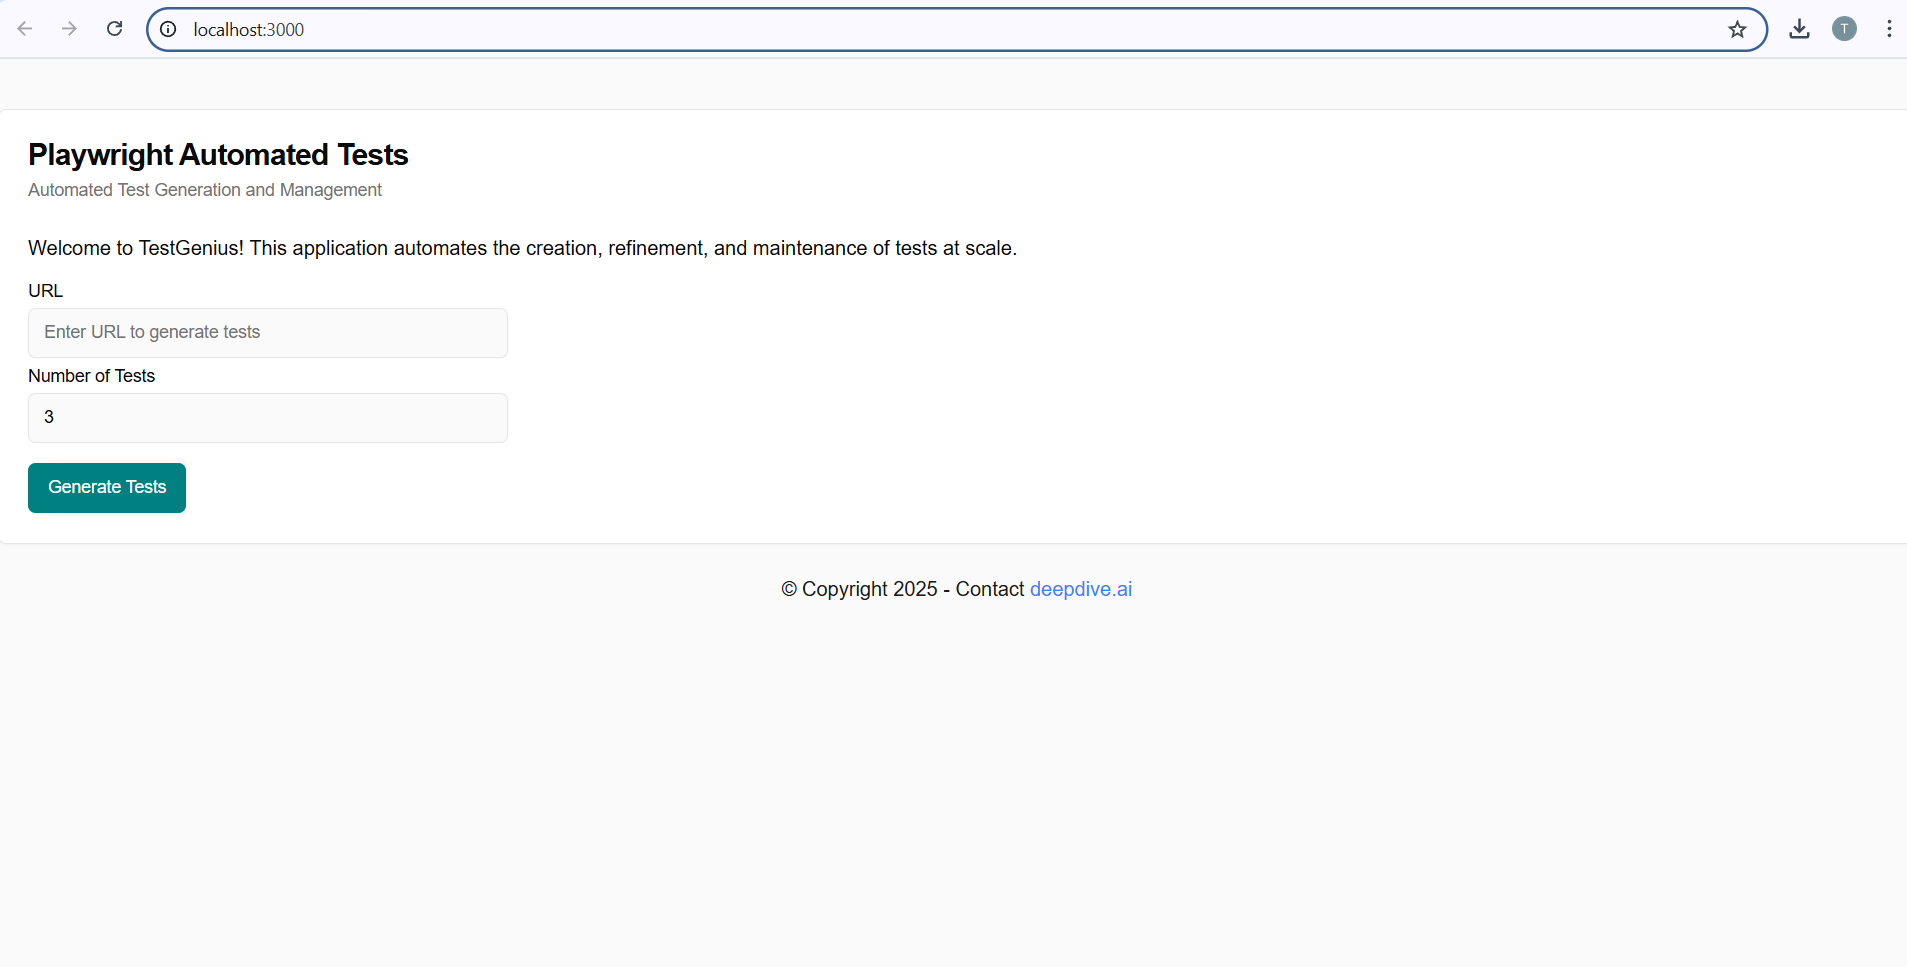 localhost:3000
T
Playwright Automated Tests
Automated Test Generation and Management
Welcome to TestGenius! This application automates the creation, refinement, and maintenance of tests at scale.
URL
Enter URL to generate tests
Number of Tests
3
Generate Tests
© Copyright 2025 - Contact deepdive.ai